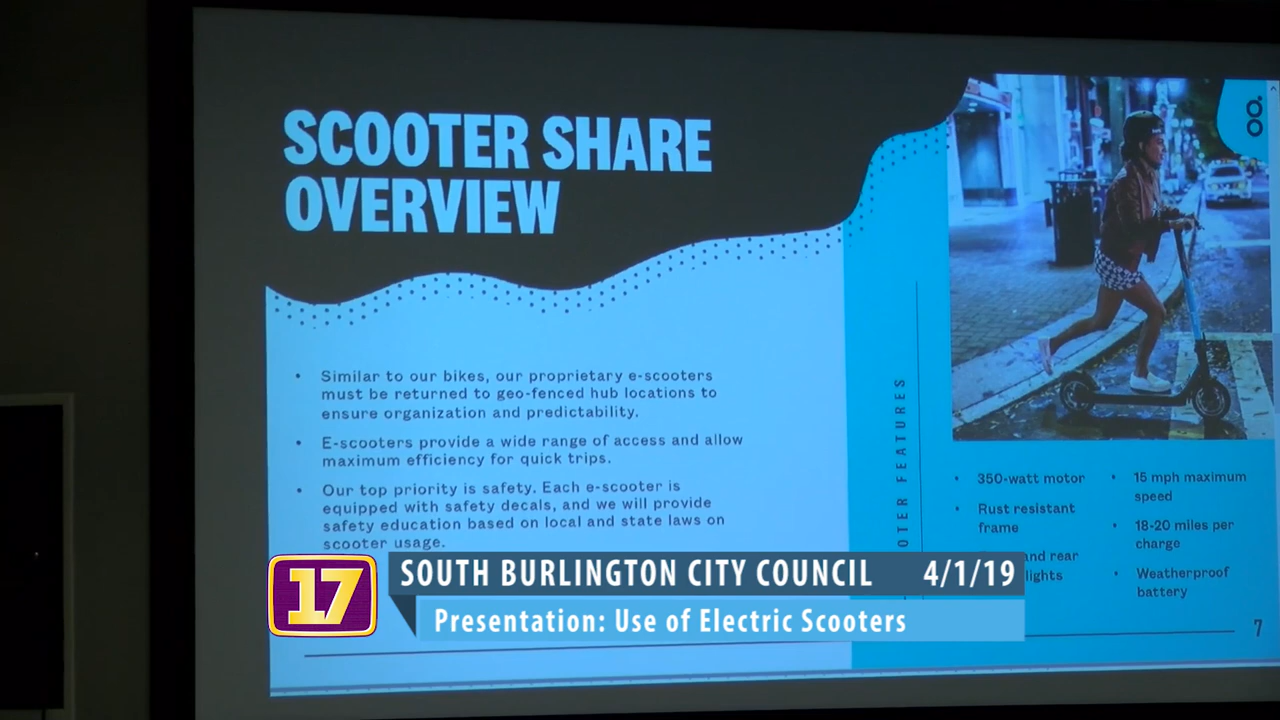 SCOOTER SHARE
OVERVIEW
• Similar to our bikes, our proprietary e-scooters
must be returned to geo-fenced hub locations to
ensure organization and predictability.
• E-scooters provide a wide range of access and allow
maximum efficiency for quick trips.
• Our top priority is safety. Each e-scooter is
equipped with safety decals, and we will provide
safety education based on local and state laws on
scooter usage.
OTER FEATURES
• 350-watt motor
• Rust resistant
frame
and rear
lights
• 15 mph maximum
speed
• 18-20 miles per
charge
• Weatherproof
battery
7
17
SOUTH BURLINGTON CITY COUNCIL 4/1/19
Presentation: Use of Electric Scooters